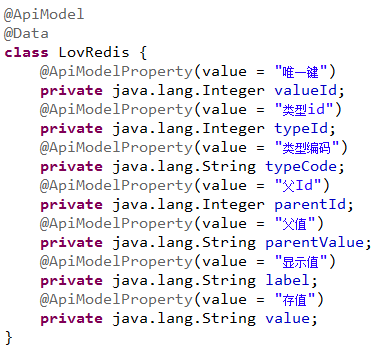 @ApiModel
@Data
class LovRedis {
    @ApiModelProperty(value = "唯一键")
    private java.lang.Integer valueId;
    @ApiModelProperty(value = "类型id")
    private java.lang.Integer typeId;
    @ApiModelProperty(value = "类型编码")
    private java.lang.String typeCode;
    @ApiModelProperty(value = "父Id")
    private java.lang.Integer parentId;
    @ApiModelProperty(value = "父值")
    private java.lang.String parentValue;
    @ApiModelProperty(value = "显示值")
    private java.lang.String label;
    @ApiModelProperty(value = "存值")
    private java.lang.String value;
}